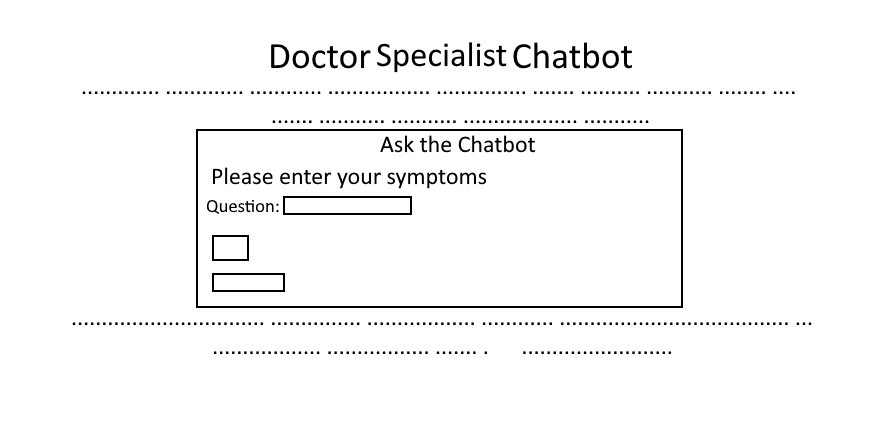 Doctor Specialist Chatbot
............. ............. ............ ................. ............... ....... .......... ........... ........ ....
....... ........... ........... ................... ...........
Ask the Chatbot
Please enter your symptoms
Question:
................................ ............... .................. ............ ...................................... ...
.................. ................. ....... . .........................